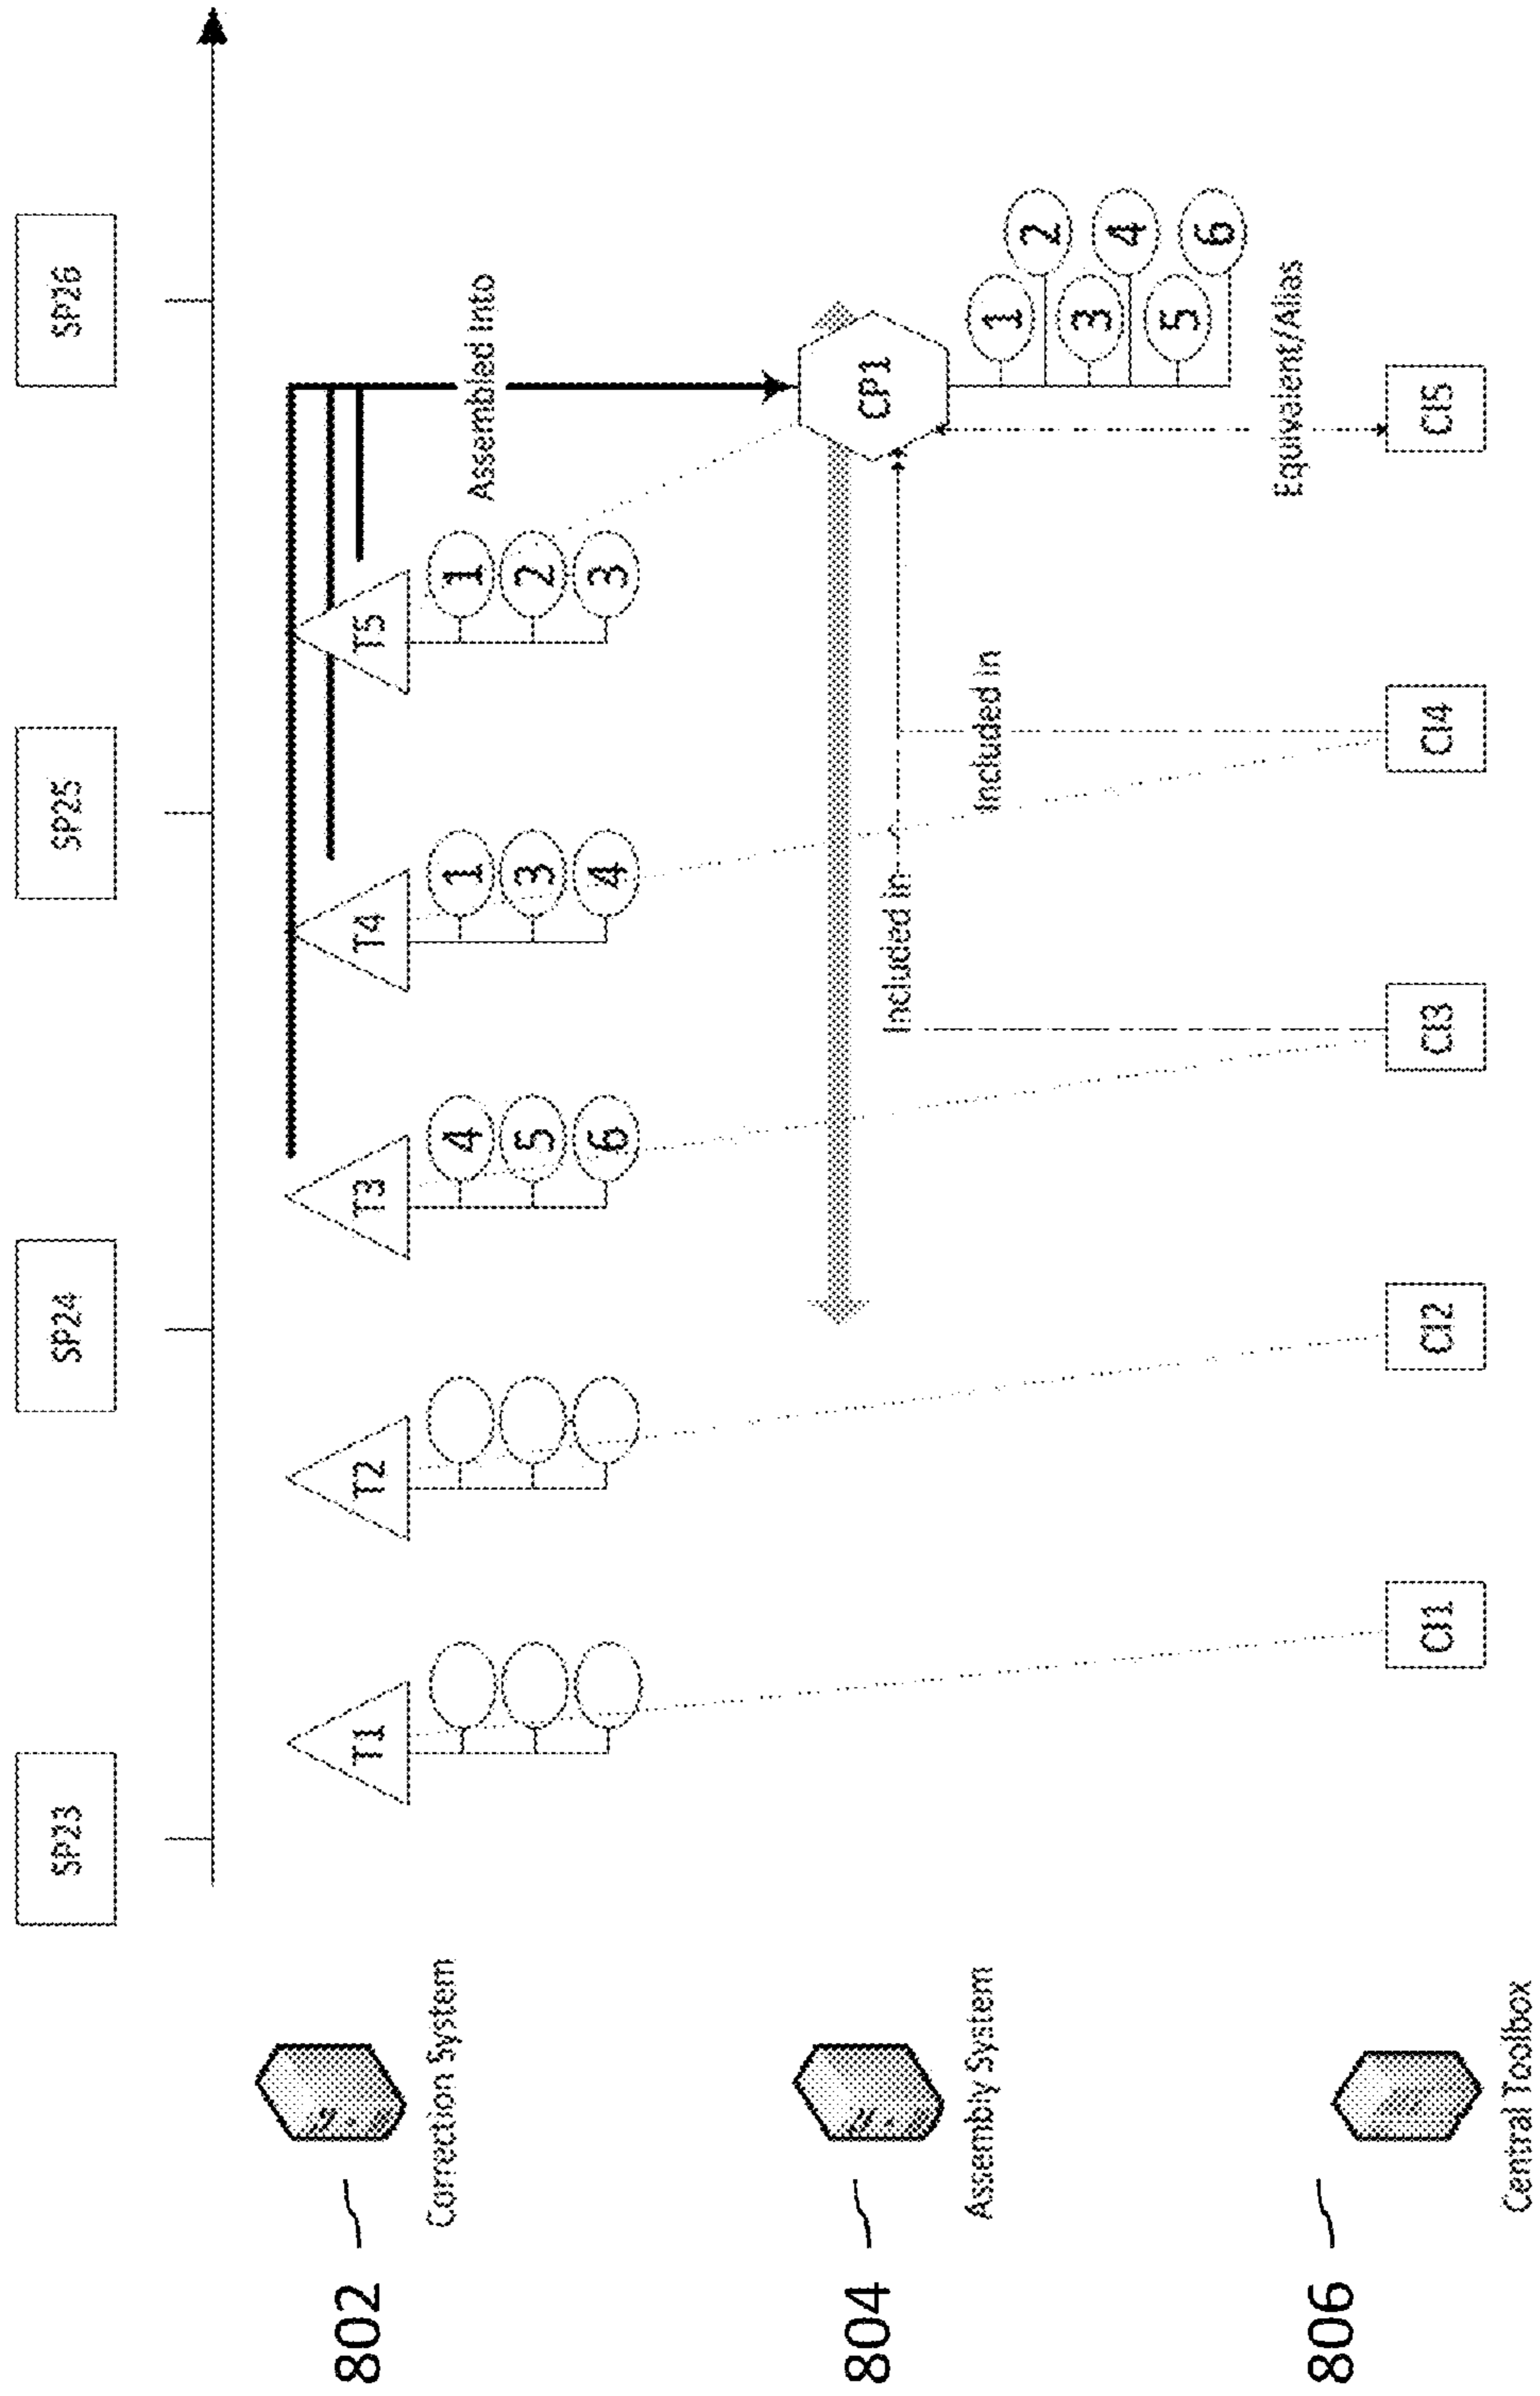 SP23
SP24
SP25
SP26
802
Correction System
T1
T2
T3
4
5
6
T4
1
3
4
T5
1
2
3
Assembled Into
804
Assembly System
CP1
1
2
3
4
5
6
Included in
Included in
Equivalent/Alias
806
Central Toolbox
CI1
CI2
CI3
CI4
CI5